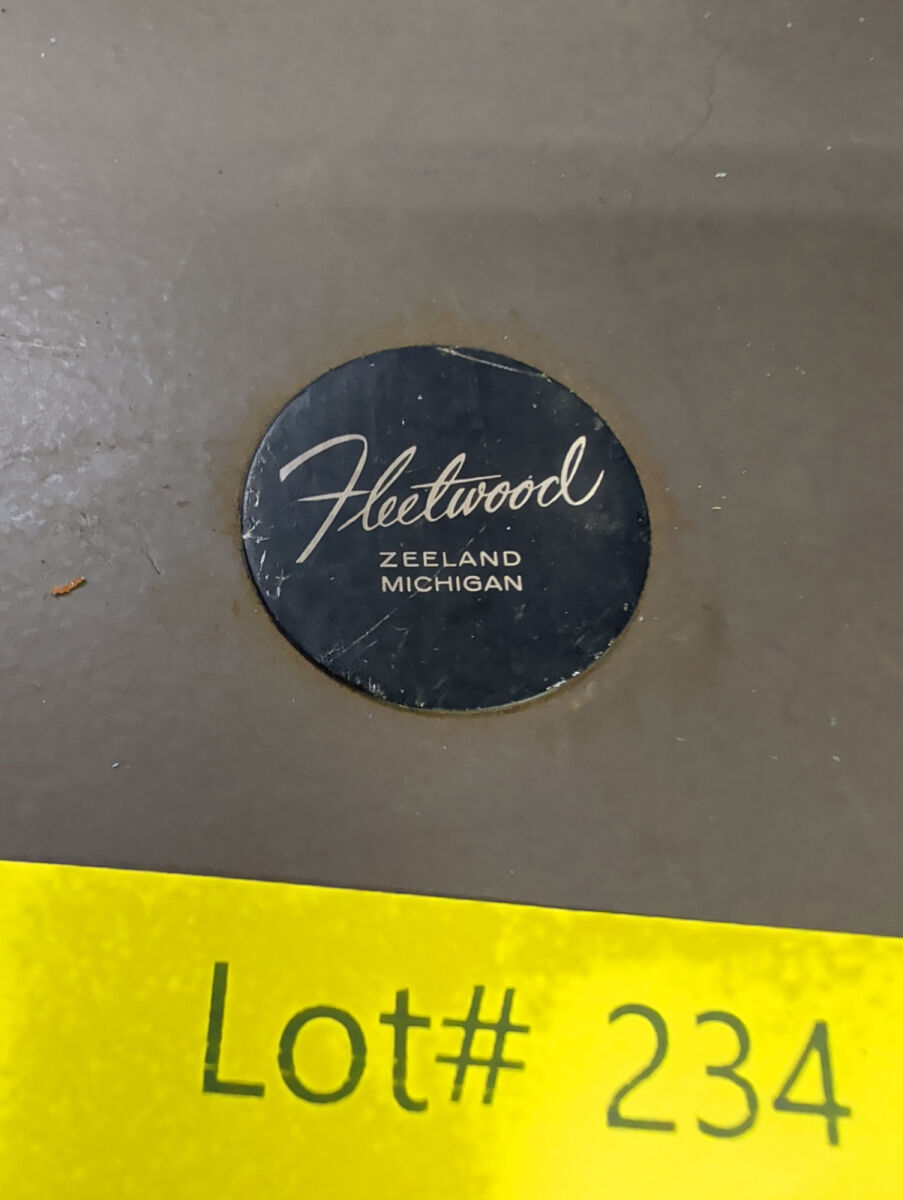 Fleetwood
ZEELAND
MICHIGAN
Lot# 234